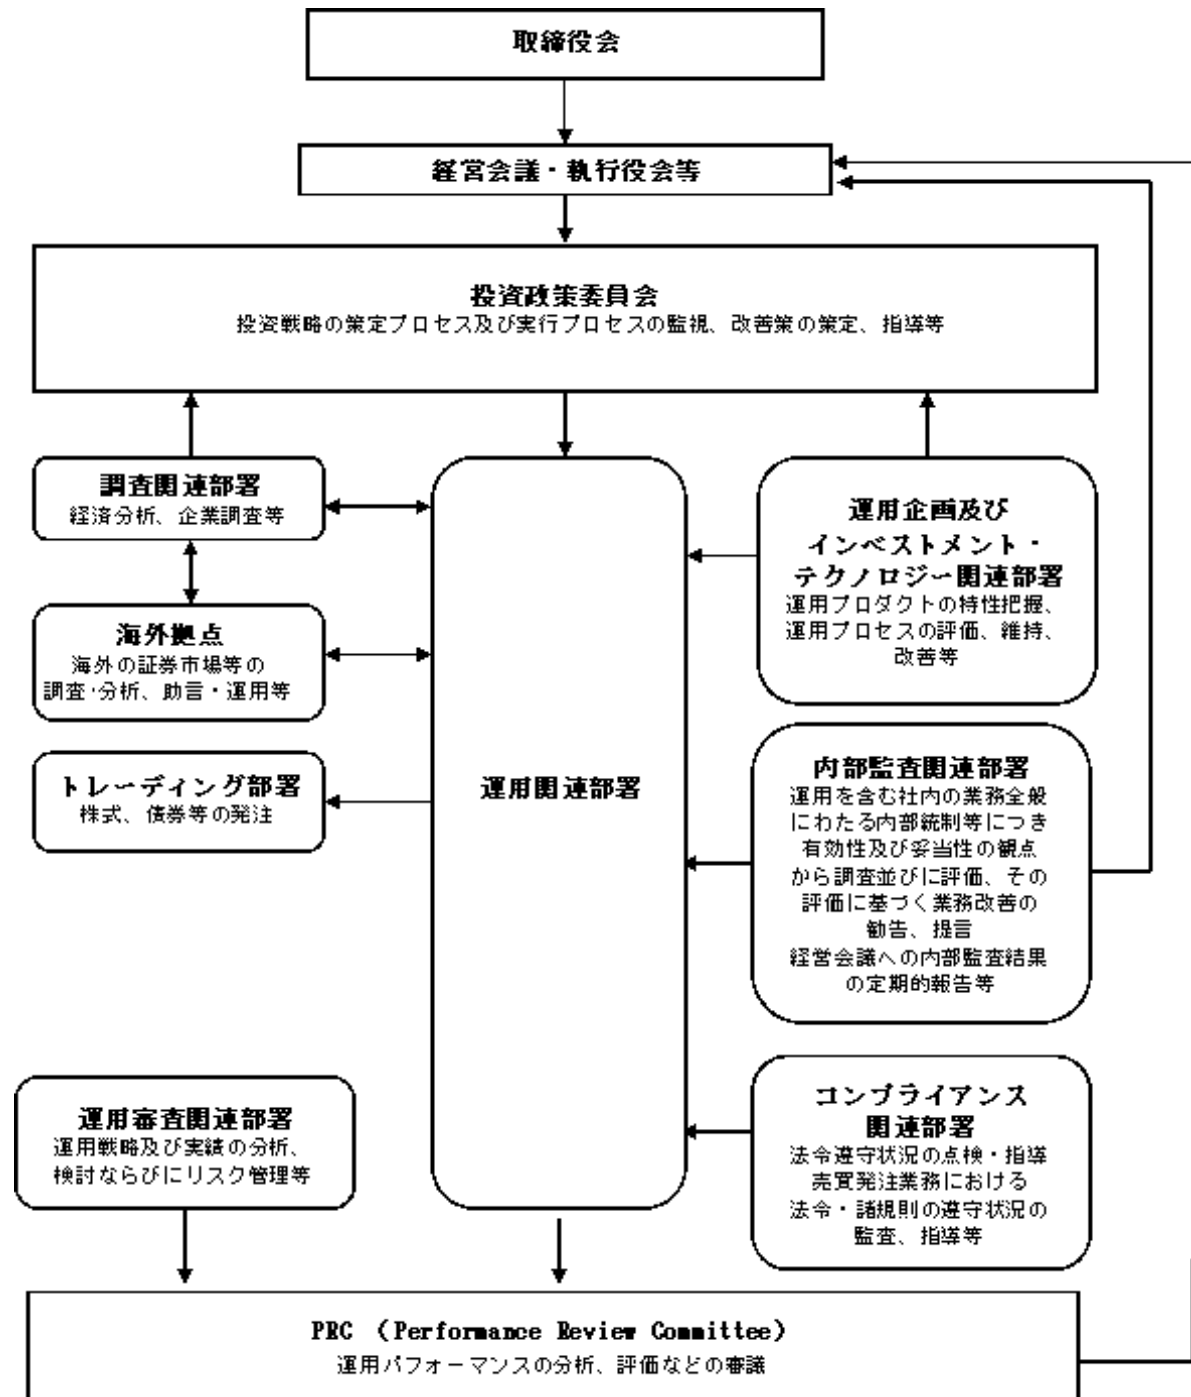 取締役会
経営会議・執行役会等
投資政策委員会
投資戦略の策定プロセス及び実行プロセスの監視、改善策の策定、指導等
調査関連部署
経済分析、企業調査等
海外拠点
海外の証券市場等の
調査・分析、助言・運用等
トレーディング部署
株式、債券等の発注
運用審査関連部署
運用戦略及び実績の分析、
検討ならびにリスク管理等
運用関連部署
運用企画及び
インベストメント・
テクノロジー関連部署
運用プロダクトの特性把握、
運用プロセスの評価、維持、
改善等
内部監査関連部署
運用を含む社内の業務全般
にわたる内部統制等につき
有効性及び妥当性の観点
から調査並びに評価、その
評価に基づく業務改善の
勧告、提言
経営会議への内部監査結果
の定期的報告等
コンプライアンス
関連部署
法令遵守状況の点検・指導
売買発注業務における
法令・諸規則の遵守状況の
監査、指導等
PRC （Performance Review Committee）
運用パフォーマンスの分析、評価などの審議